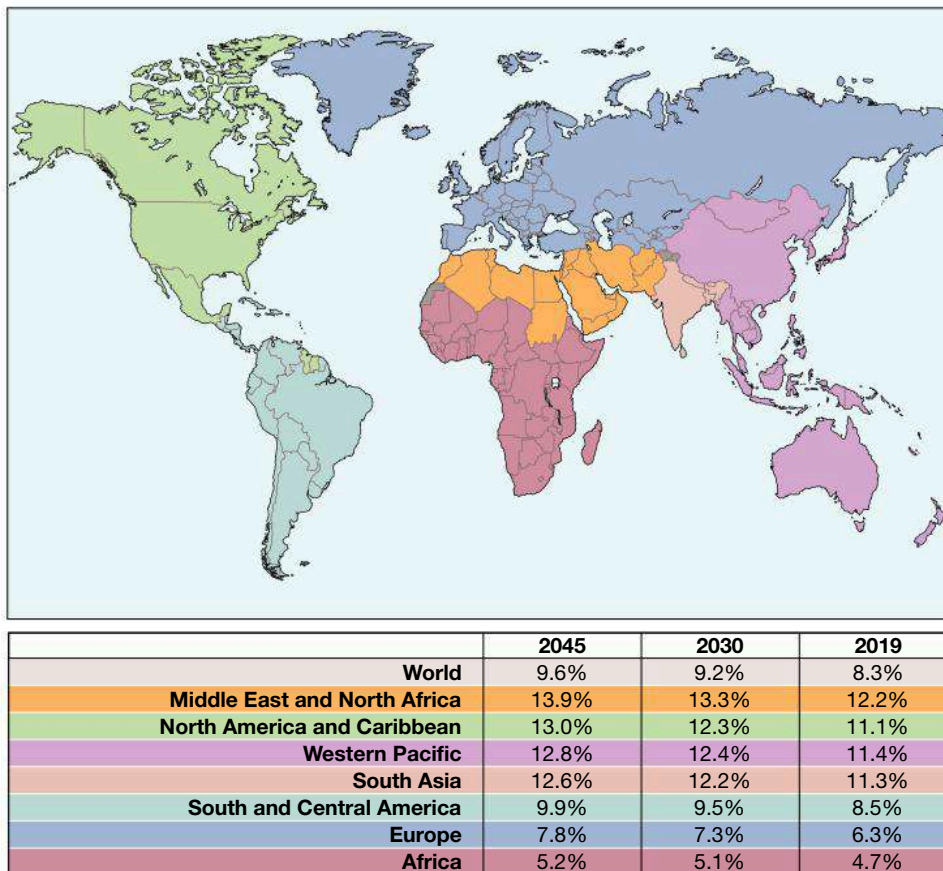 2045 2030 2019
World 9.6% 9.2% 8.3%
Middle East and North Africa 13.9% 13.3% 12.2%
North America and Caribbean 13.0% 12.3% 11.1%
Western Pacific 12.8% 12.4% 11.4%
South Asia 12.6% 12.2% 11.3%
South and Central America 9.9% 9.5% 8.5%
Europe 7.8% 7.3% 6.3%
Africa 5.2% 5.1% 4.7%